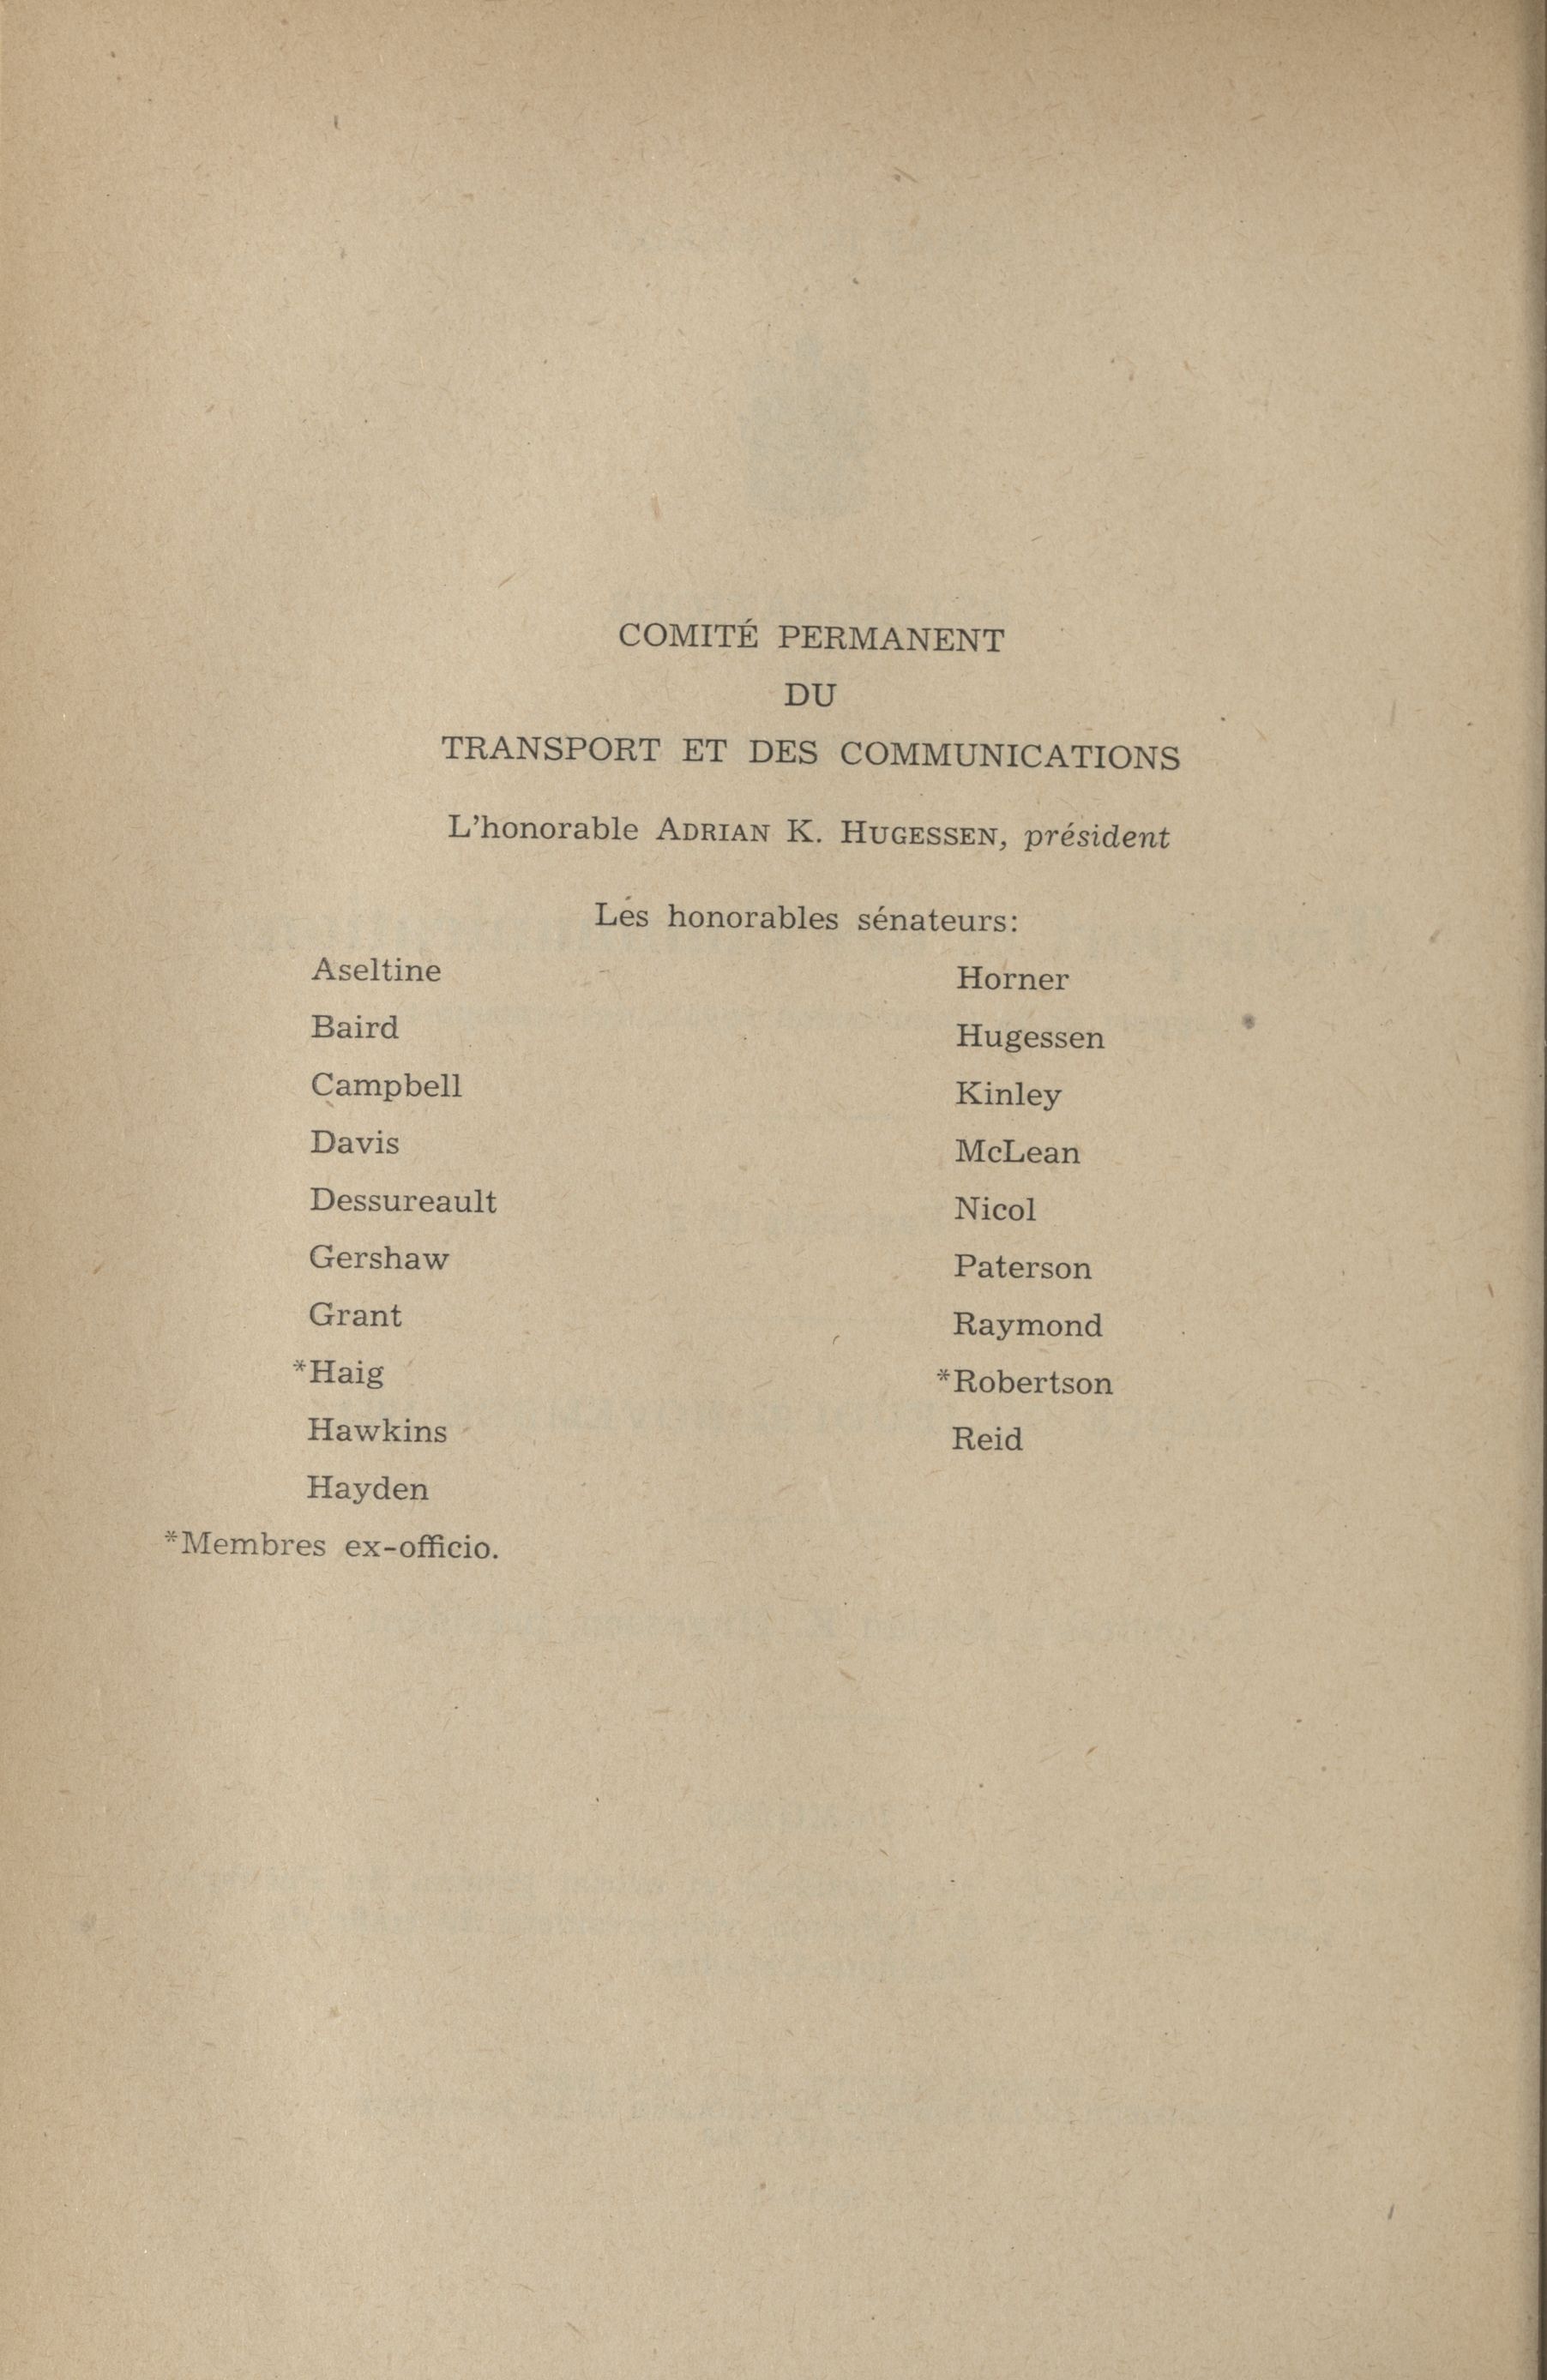 COMITÉ PERMANENT
DU
TRANSPORT ET DES COMMUNICATIONS
L'honorable ADRIAN K. HUGESSEN, président
Les honorables sénateurs:
Aseltine
Baird
Campbell
Davis
Dessureault
Gershaw
Grant
*Haig
Hawkins
Hayden
Horner
Hugessen
Kinley
McLean
Nicol
Paterson
Raymond
*Robertson
Reid
*Membres ex-officio.